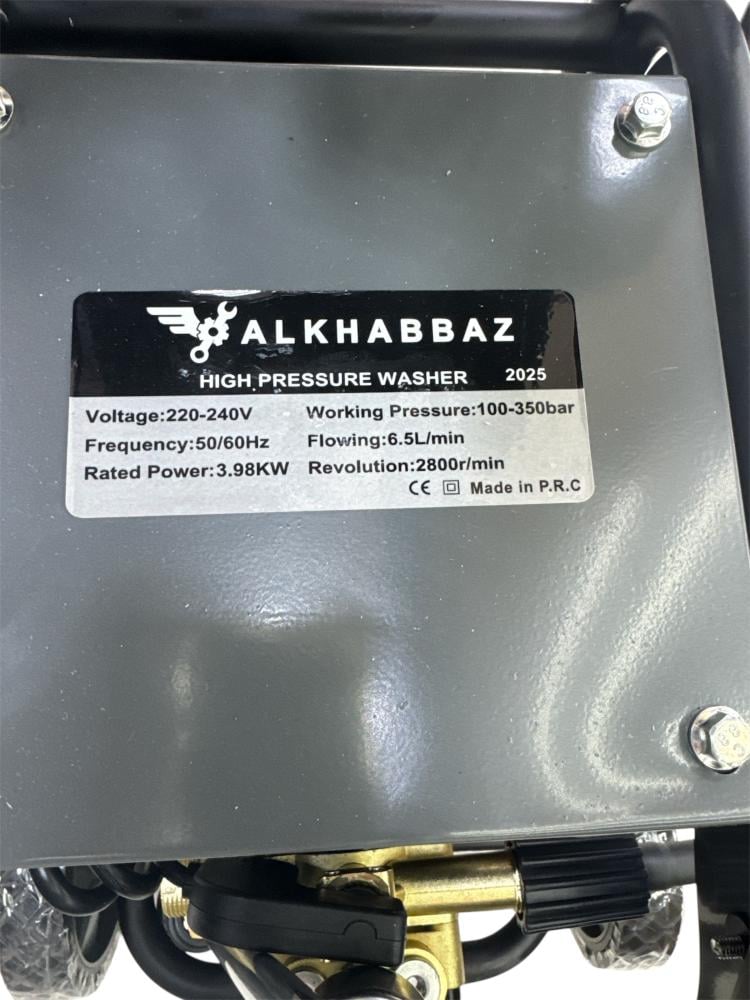 ALKHABBAZ
HIGH PRESSURE WASHER 2025
Voltage:220-240V Working Pressure:100-350bar
Frequency:50/60Hz Flowing:6.5L/min
Rated Power:3.98KW Revolution:2800r/min
CE Made in P.R.C